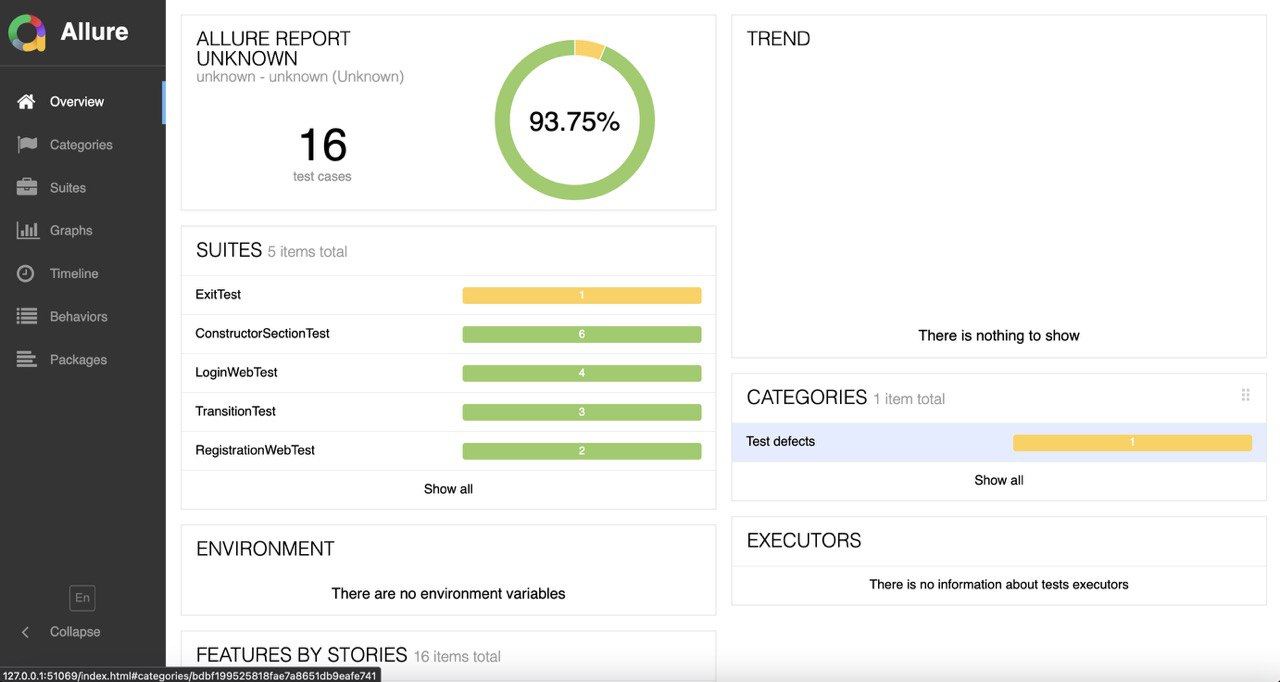 Allure
Overview
Categories
Suites
Graphs
Timeline
Behaviors
Packages
En
Collapse
ALLURE REPORT
UNKNOWN
unknown - unknown (Unknown)
16
test cases
93.75%
SUITES 5 items total
ExitTest 1
ConstructorSectionTest 6
LoginWebTest 4
TransitionTest 3
RegistrationWebTest 2
Show all
ENVIRONMENT
There are no environment variables
FEATURES BY STORIES 16 items total
TREND
There is nothing to show
CATEGORIES 1 item total
Test defects 1
Show all
EXECUTORS
There is no information about tests executors
127.0.0.1:51069/index.html#categories/bdbf199525818fae7a8651db9eafe741